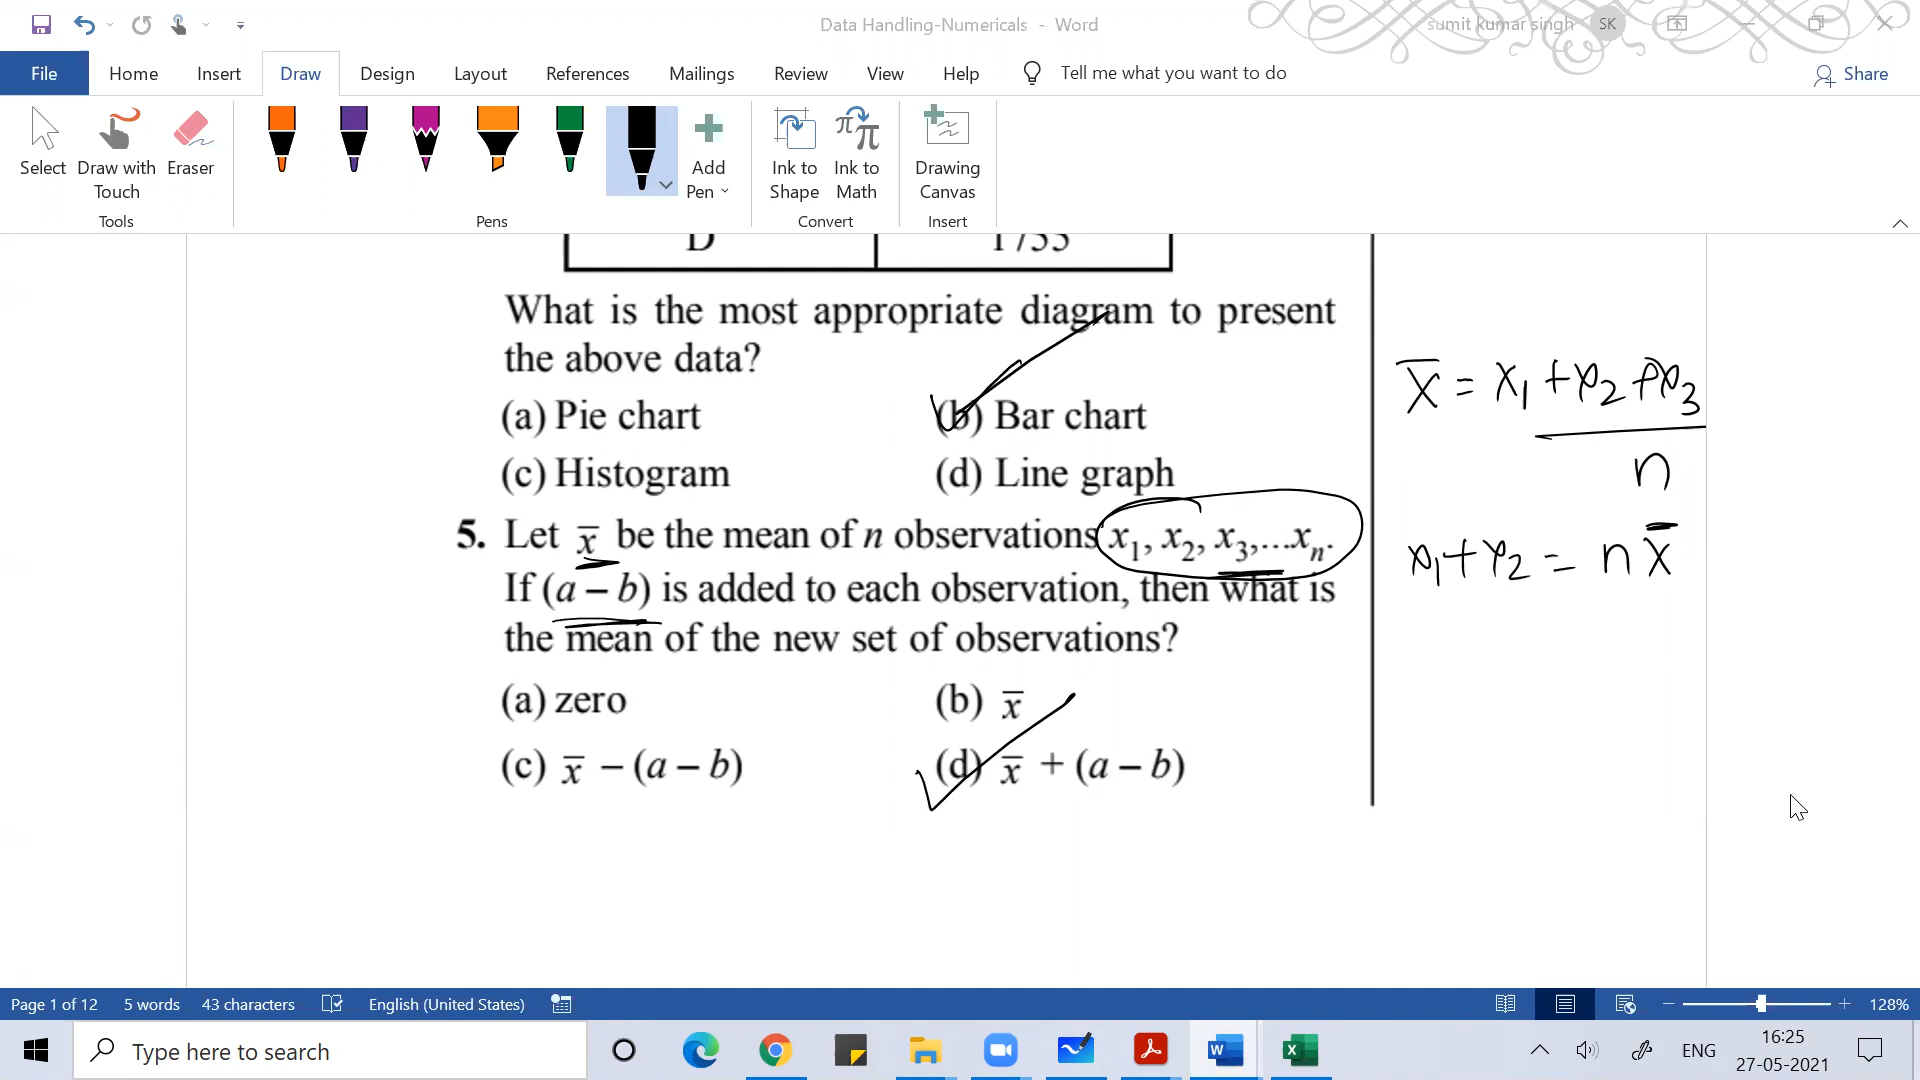 Data Handling-Numericals - Word
sumit kumar singh SK
File Home Insert Draw Design Layout References Mailings Review View Help Tell me what you want to do Share
Select Draw with Touch Eraser Add Pen Ink to Shape Ink to Math Drawing Canvas
Tools Pens Convert Insert
D 1755
What is the most appropriate diagram to present
the above data?
(a) Pie chart (b) Bar chart
(c) Histogram (d) Line graph
5. Let x̅ be the mean of n observations x₁, x₂, x₃,...xₙ.
If (a – b) is added to each observation, then what is
the mean of the new set of observations?
(a) zero (b) x̅
(c) x̅ – (a – b) (d) x̅ + (a – b)
x̅ = x₁ + x₂ + x₃
n
x₁ + x₂ = n x̅
Page 1 of 12 5 words 43 characters English (United States) 128%
Type here to search
ENG 16:25
27-05-2021